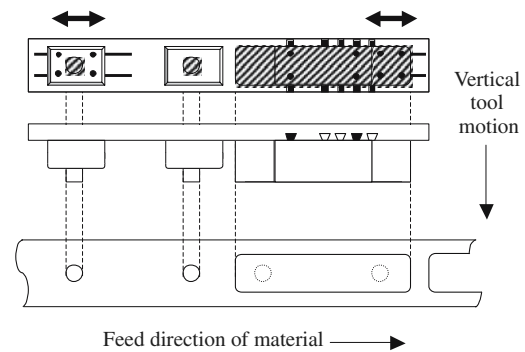 Vertical
tool
motion
Feed direction of material